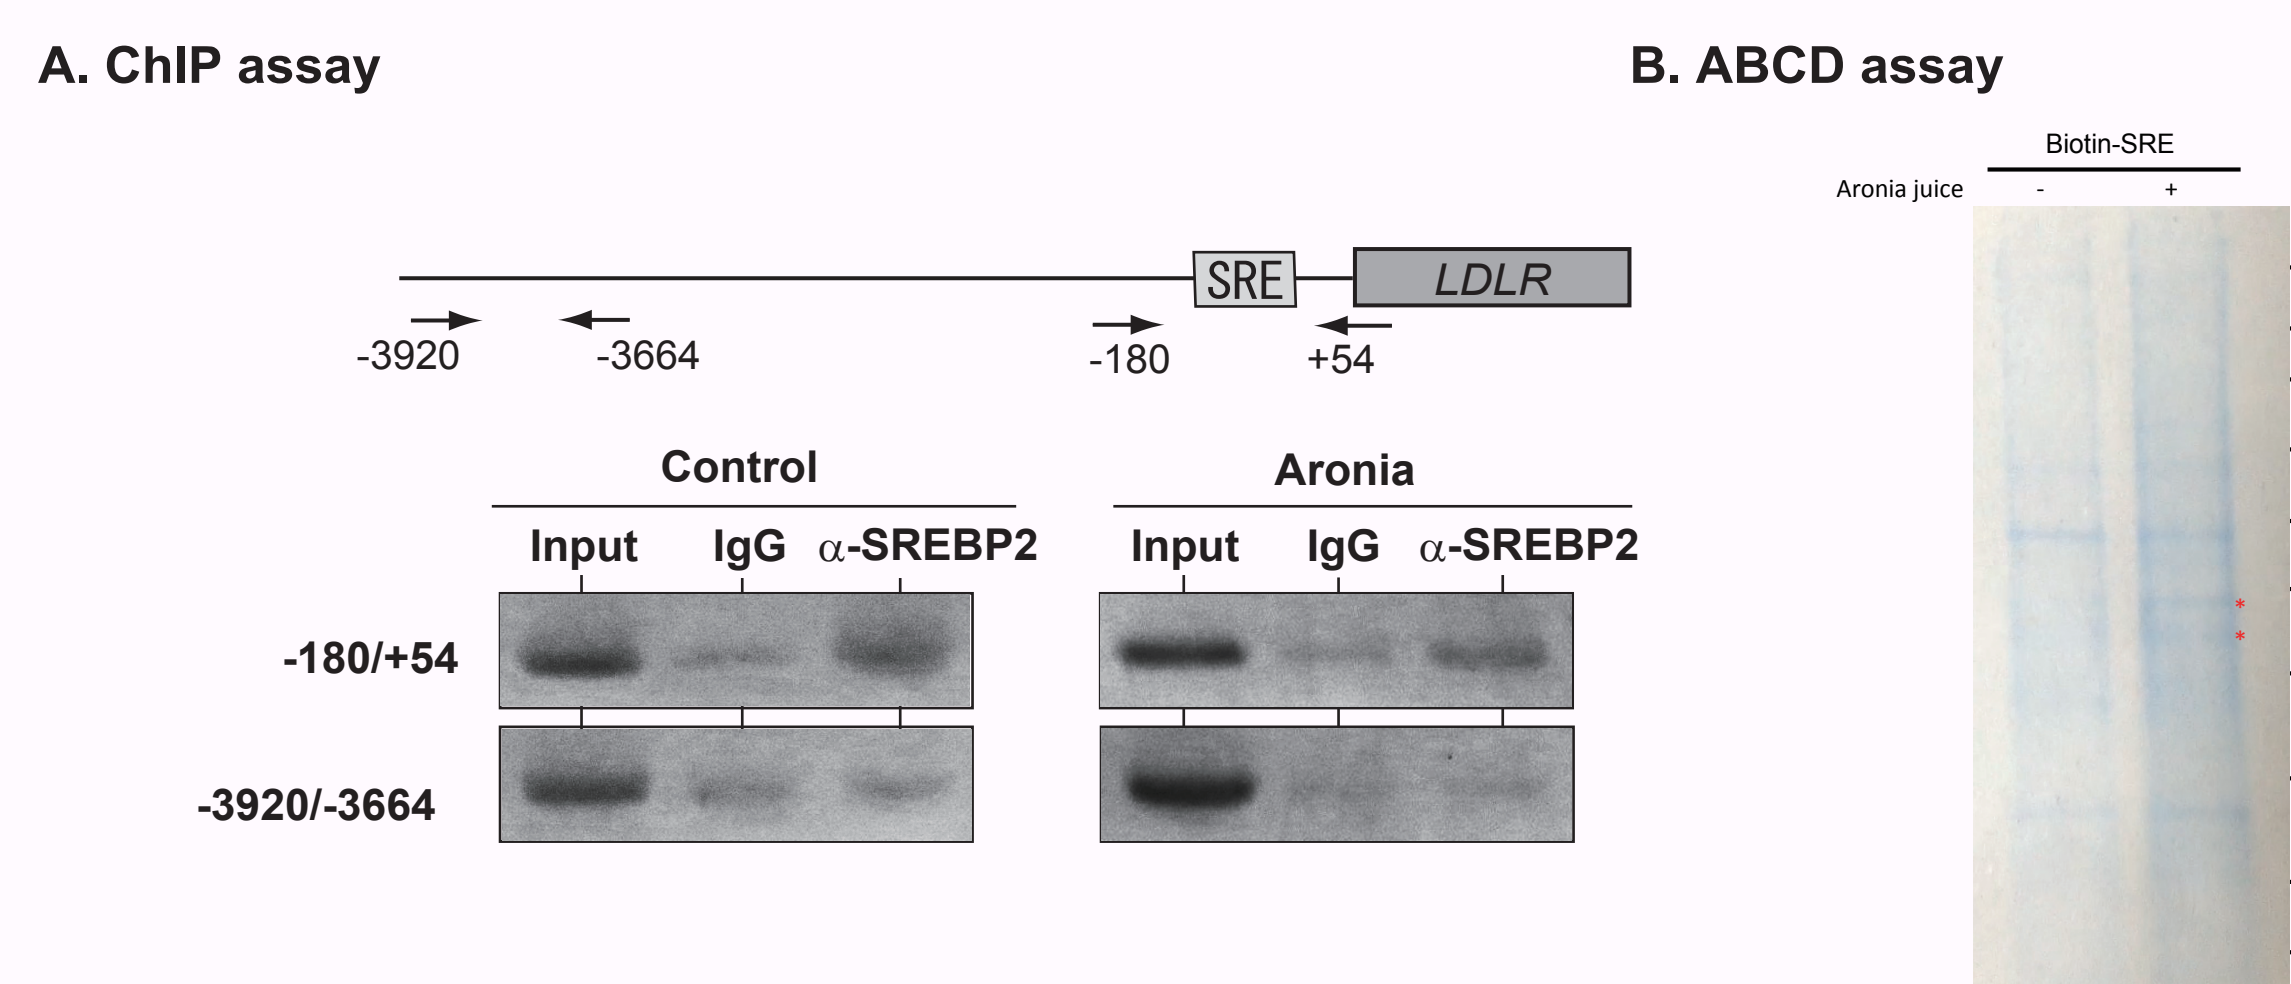 A. ChIP assay
B. ABCD assay
Biotin-SRE
Aronia juice - +
SRE LDLR
-3920 -3664 -180 +54
Control Aronia
Input IgG α-SREBP2 Input IgG α-SREBP2
-180/+54
*
*
-3920/-3664